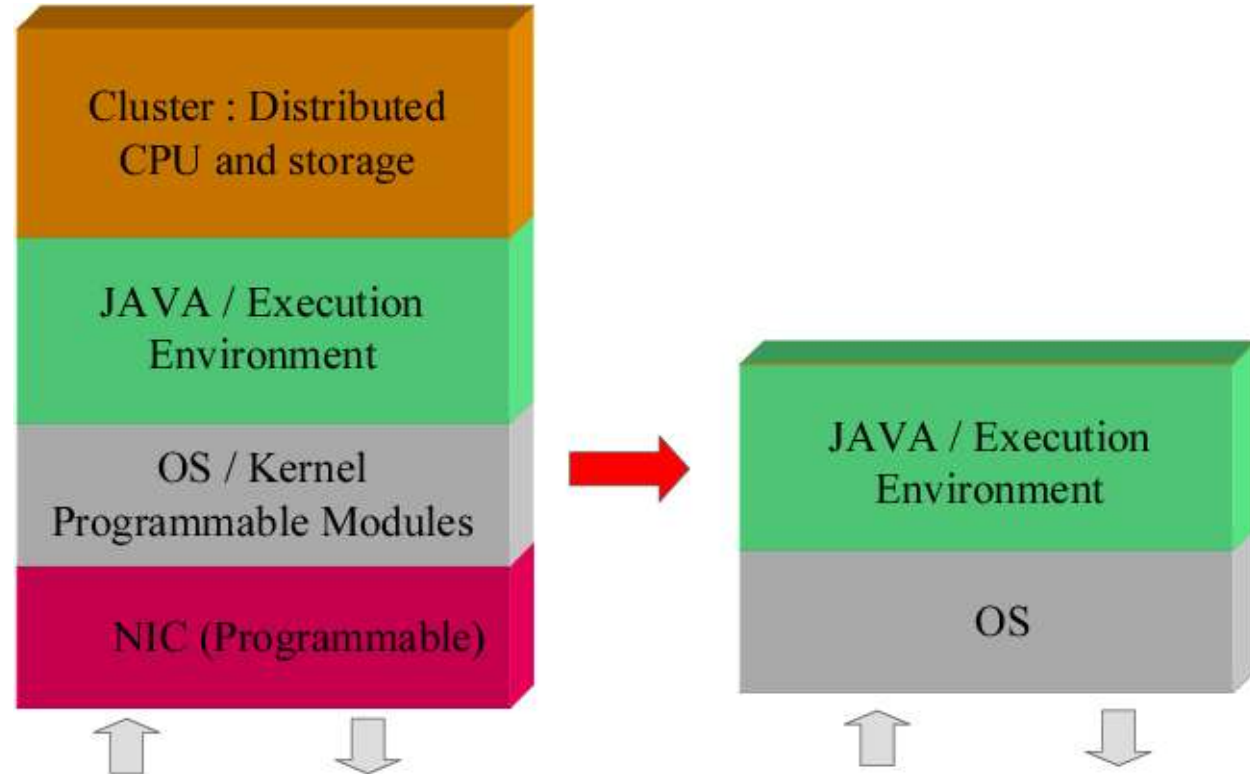 Cluster : Distributed
CPU and storage
JAVA / Execution
Environment
OS / Kernel
Programmable Modules
NIC (Programmable)
JAVA / Execution
Environment
OS